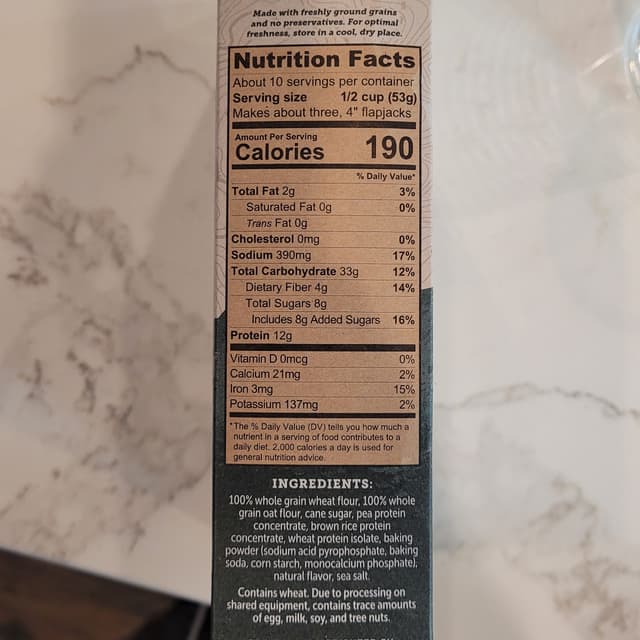 Made with freshly ground grains
and no preservatives. For optimal
freshness, store in a cool, dry place.
Nutrition Facts
About 10 servings per container
Serving size 1/2 cup (53g)
Makes about three, 4" flapjacks
Amount Per Serving
Calories 190
% Daily Value*
Total Fat 2g 3%
Saturated Fat 0g 0%
Trans Fat 0g
Cholesterol 0mg 0%
Sodium 390mg 17%
Total Carbohydrate 33g 12%
Dietary Fiber 4g 14%
Total Sugars 8g
Includes 8g Added Sugars 16%
Protein 12g
Vitamin D 0mcg 0%
Calcium 21mg 2%
Iron 3mg 15%
Potassium 137mg 2%
*The % Daily Value (DV) tells you how much a
nutrient in a serving of food contributes to a
daily diet. 2,000 calories a day is used for
general nutrition advice.
INGREDIENTS:
100% whole grain wheat flour, 100% whole
grain oat flour, cane sugar, pea protein
concentrate, brown rice protein
concentrate, wheat protein isolate, baking
powder (sodium acid pyrophosphate, baking
soda, corn starch, monocalcium phosphate),
natural flavor, sea salt.
Contains wheat. Due to processing on
shared equipment, contains trace amounts
of egg, milk, soy, and tree nuts.